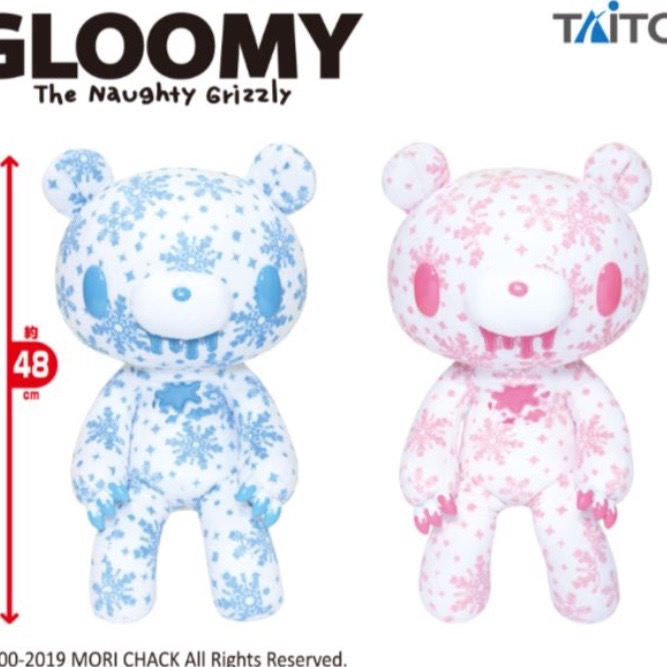 GLOOMY
TAITO
The Naughty Grizzly
約
48
cm
00-2019 MORI CHACK All Rights Reserved.